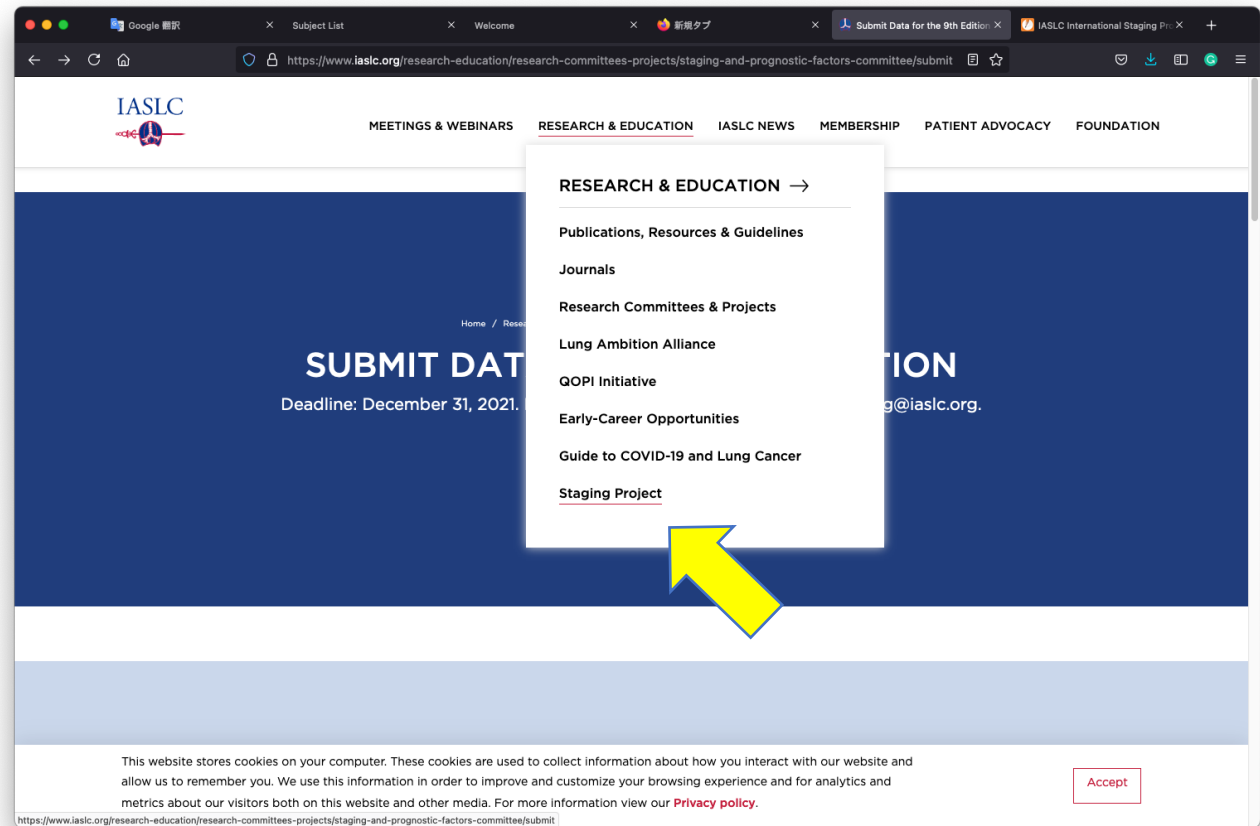 Google 翻訳
Subject List
Welcome
新規タブ
Submit Data for the 9th Edition
IASLC International Staging Pro
https://www.iaslc.org/research-education/research-committees-projects/staging-and-prognostic-factors-committee/submit
IASLC
MEETINGS & WEBINARS
RESEARCH & EDUCATION
IASLC NEWS
MEMBERSHIP
PATIENT ADVOCACY
FOUNDATION
RESEARCH & EDUCATION →
Publications, Resources & Guidelines
Journals
Research Committees & Projects
Lung Ambition Alliance
QOPI Initiative
Early-Career Opportunities
Guide to COVID-19 and Lung Cancer
Staging Project
Home / Resea
SUBMIT DAT ION
Deadline: December 31, 2021. g@iaslc.org.
This website stores cookies on your computer. These cookies are used to collect information about how you interact with our website and
allow us to remember you. We use this information in order to improve and customize your browsing experience and for analytics and
metrics about our visitors both on this website and other media. For more information view our Privacy policy.
Accept
https://www.iaslc.org/research-education/research-committees-projects/staging-and-prognostic-factors-committee/submit